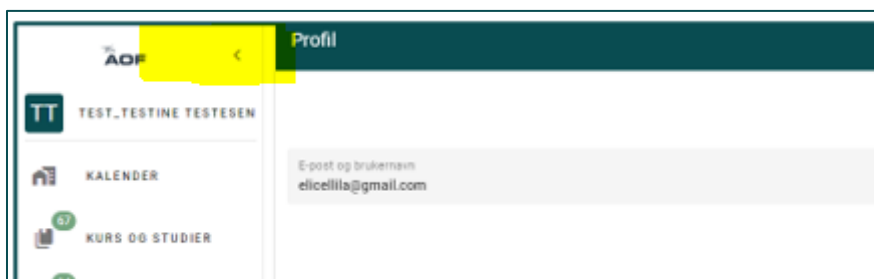 AOF
Profil
TT TEST_TESTINE TESTESEN
KALENDER
E-post og brukernavn
elicellila@gmail.com
67
KURS OG STUDIER